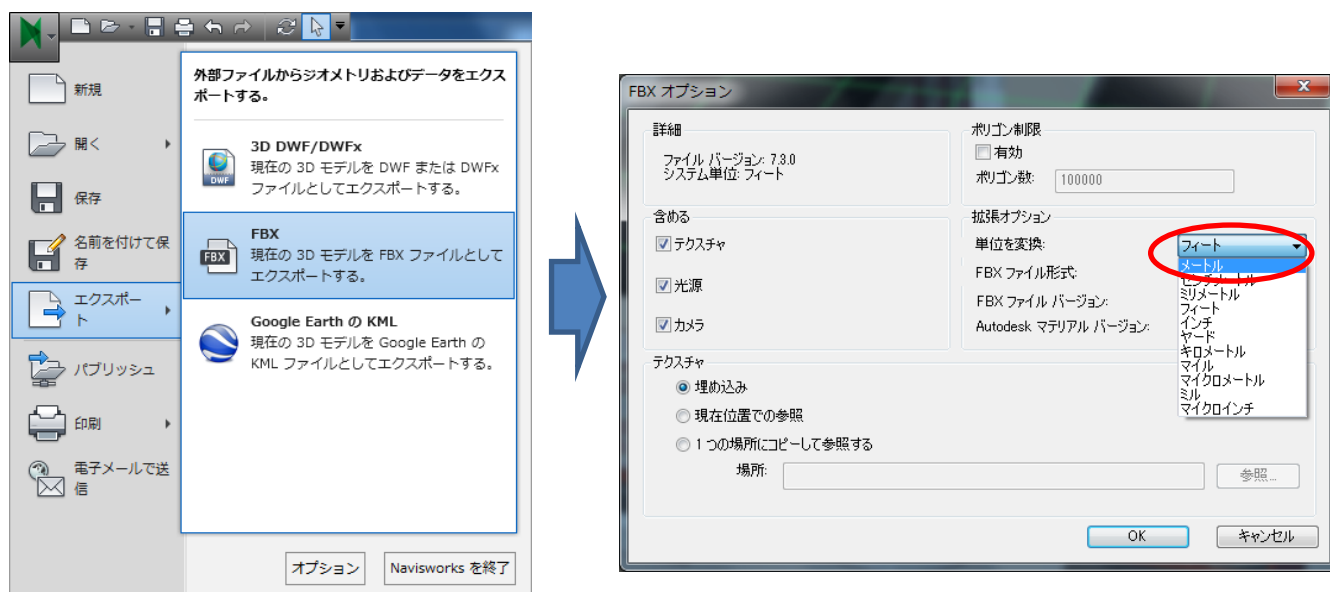 新規
開く
保存
名前を付けて保
存
エクスポー
ト
パブリッシュ
印刷
電子メールで送
信
外部ファイルからジオメトリおよびデータをエクス
ポートする。
3D DWF/DWFx
現在の 3D モデルを DWF または DWFx
ファイルとしてエクスポートする。
DWF
FBX
現在の 3D モデルを FBX ファイルとして
エクスポートする。
FBX
Google Earth の KML
現在の 3D モデルを Google Earth の
KML ファイルとしてエクスポートする。
オプション
Navisworks を終了
FBX オプション
詳細
ファイル バージョン: 7.3.0
システム単位: フィート
ポリゴン制限
有効
ポリゴン数:
100000
含める
テクスチャ
光源
カメラ
拡張オプション
単位を変換:
フィート
FBX ファイル形式:
FBX ファイル バージョン:
Autodesk マテリアル バージョン:
メートル
センチメートル
ミリメートル
フィート
インチ
ヤード
キロメートル
マイル
マイクロメートル
ミル
マイクロインチ
テクスチャ
埋め込み
現在位置での参照
1 つの場所にコピーして参照する
場所:
参照...
OK
キャンセル